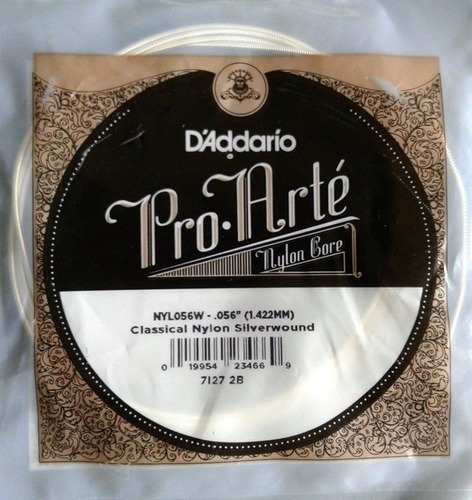 D'Addario
Pro·Arté
Nylon Core
NYL056W - .056" (1.422MM)
Classical Nylon Silverwound
0 19954 23466 9
7127 2B